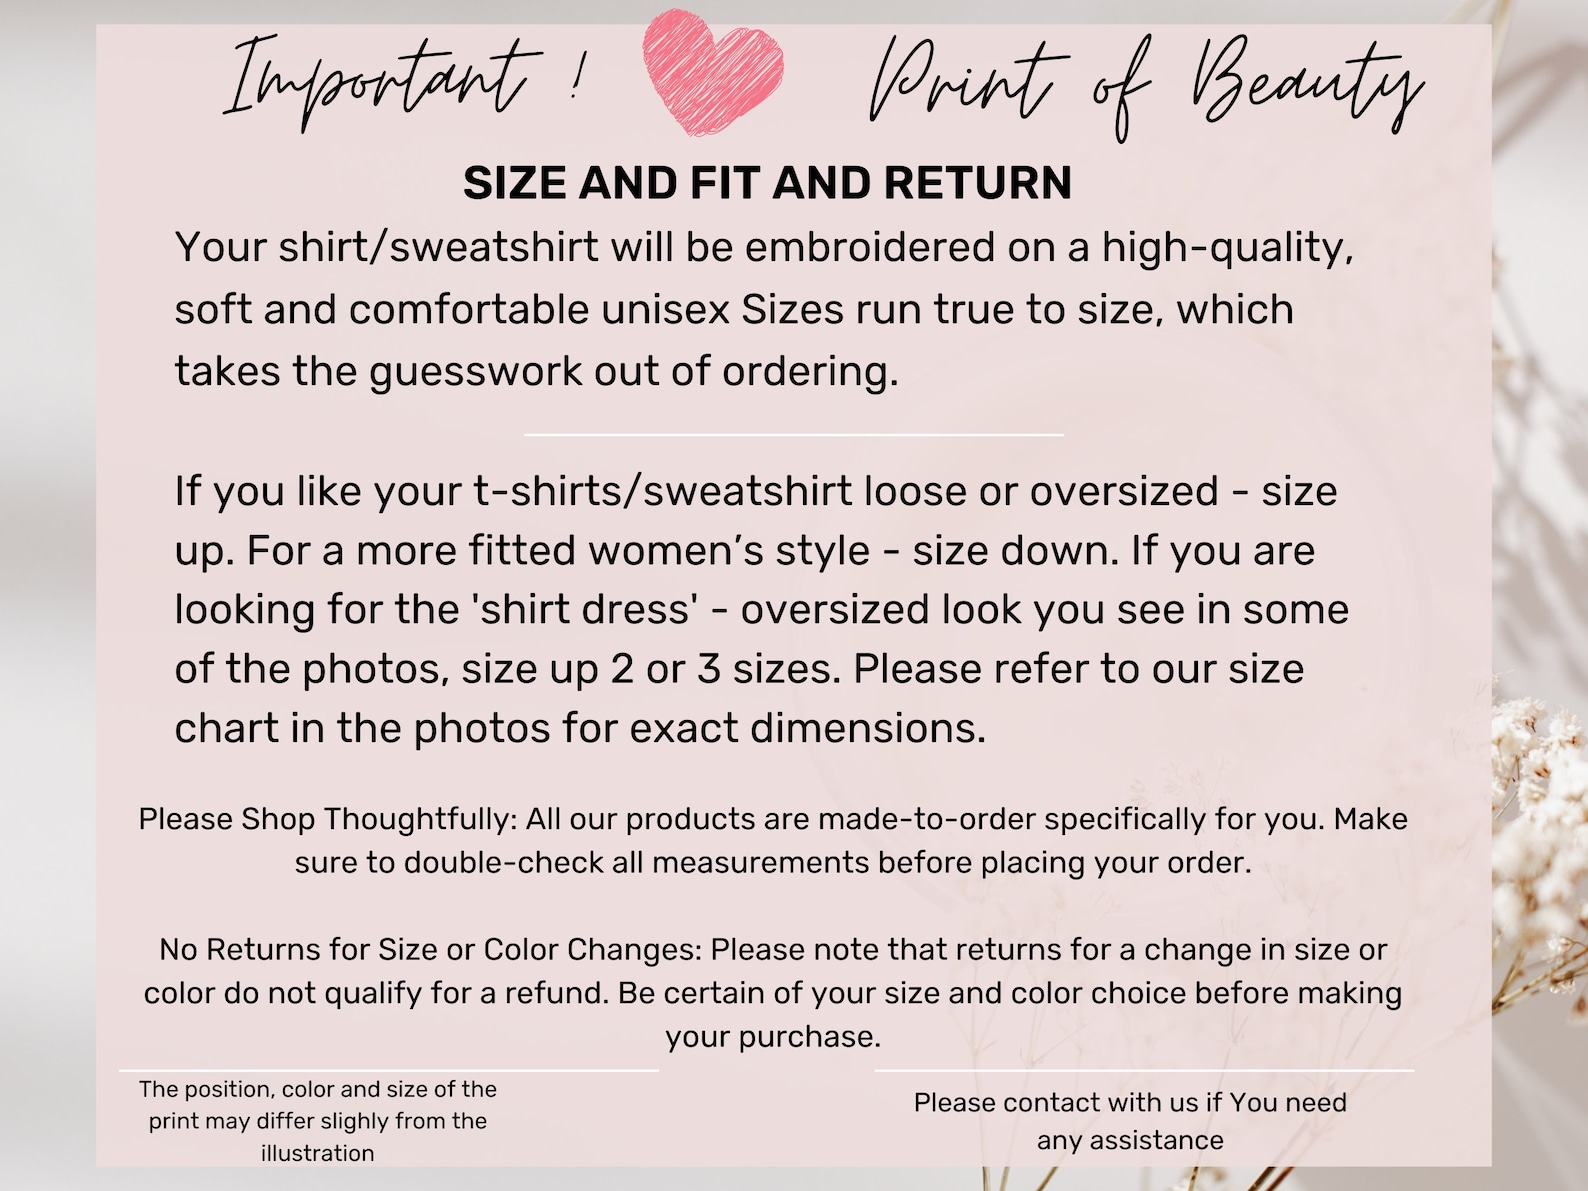 Important ! Print of Beauty
SIZE AND FIT AND RETURN
Your shirt/sweatshirt will be embroidered on a high-quality,
soft and comfortable unisex Sizes run true to size, which
takes the guesswork out of ordering.
If you like your t-shirts/sweatshirt loose or oversized - size
up. For a more fitted women’s style - size down. If you are
looking for the 'shirt dress' - oversized look you see in some
of the photos, size up 2 or 3 sizes. Please refer to our size
chart in the photos for exact dimensions.
Please Shop Thoughtfully: All our products are made-to-order specifically for you. Make
sure to double-check all measurements before placing your order.
No Returns for Size or Color Changes: Please note that returns for a change in size or
color do not qualify for a refund. Be certain of your size and color choice before making
your purchase.
The position, color and size of the
print may differ slighly from the
illustration
Please contact with us if You need
any assistance